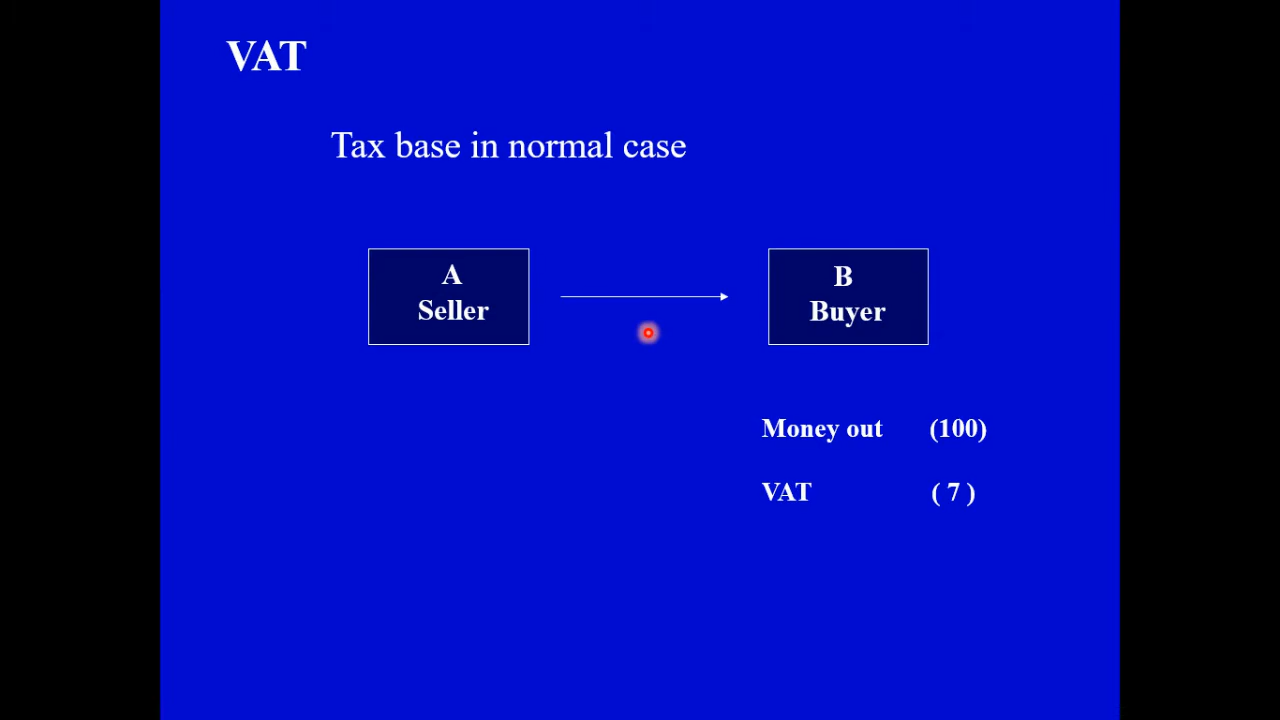 VAT
Tax base in normal case
A
Seller
B
Buyer
Money out (100)
VAT ( 7 )